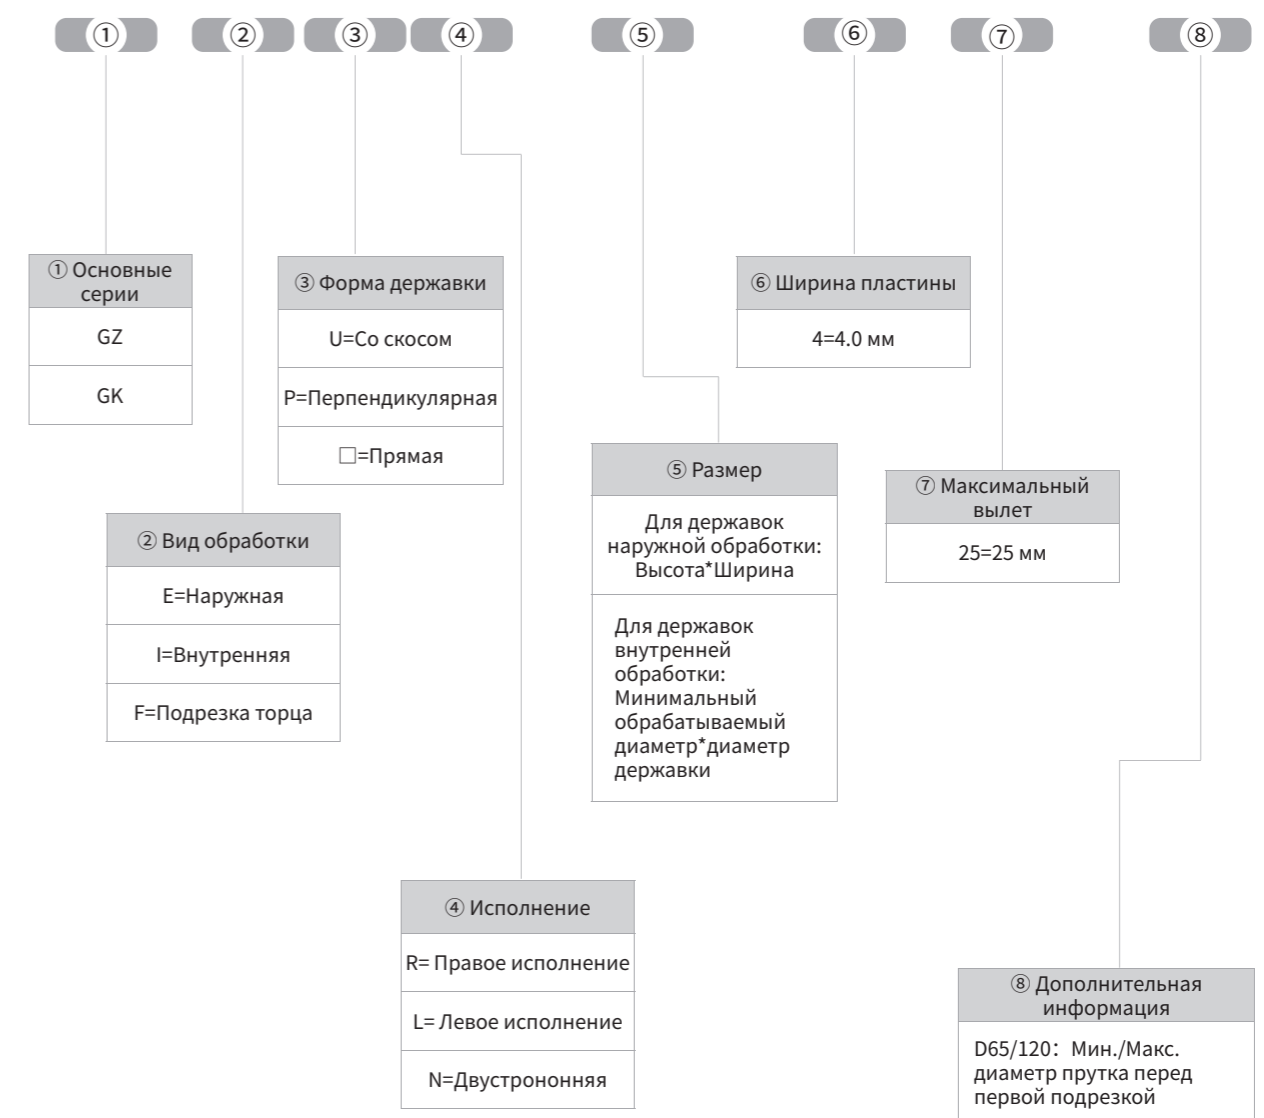 ① ② ③ ④ ⑤ ⑥ ⑦ ⑧
① Основные
серии
GZ
GK
② Вид обработки
E=Наружная
I=Внутренняя
F=Подрезка торца
③ Форма державки
U=Со скосом
P=Перпендикулярная
□=Прямая
④ Исполнение
R= Правое исполнение
L= Левое исполнение
N=Двустрононняя
⑤ Размер
Для державок
наружной обработки:
Высота*Ширина
Для державок
внутренней
обработки:
Минимальный
обрабатываемый
диаметр*диаметр
державки
⑥ Ширина пластины
4=4.0 мм
⑦ Максимальный
вылет
25=25 мм
⑧ Дополнительная
информация
D65/120：Мин./Макс.
диаметр прутка перед
первой подрезкой